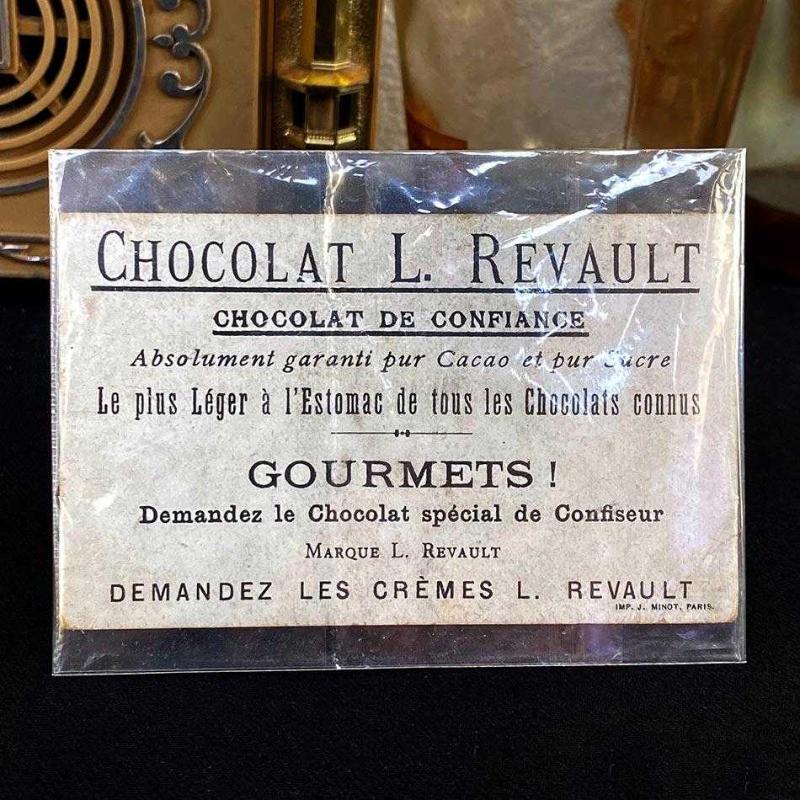 CHOCOLAT L. REVAULT
CHOCOLAT DE CONFIANCE
Absolument garanti pur Cacao et pur Sucre
Le plus Léger à l'Estomac de tous les Chocolats connus
GOURMETS !
Demandez le Chocolat spécial de Confiseur
MARQUE L. REVAULT
DEMANDEZ LES CRÈMES L. REVAULT
IMP. J. MINOT, PARIS.